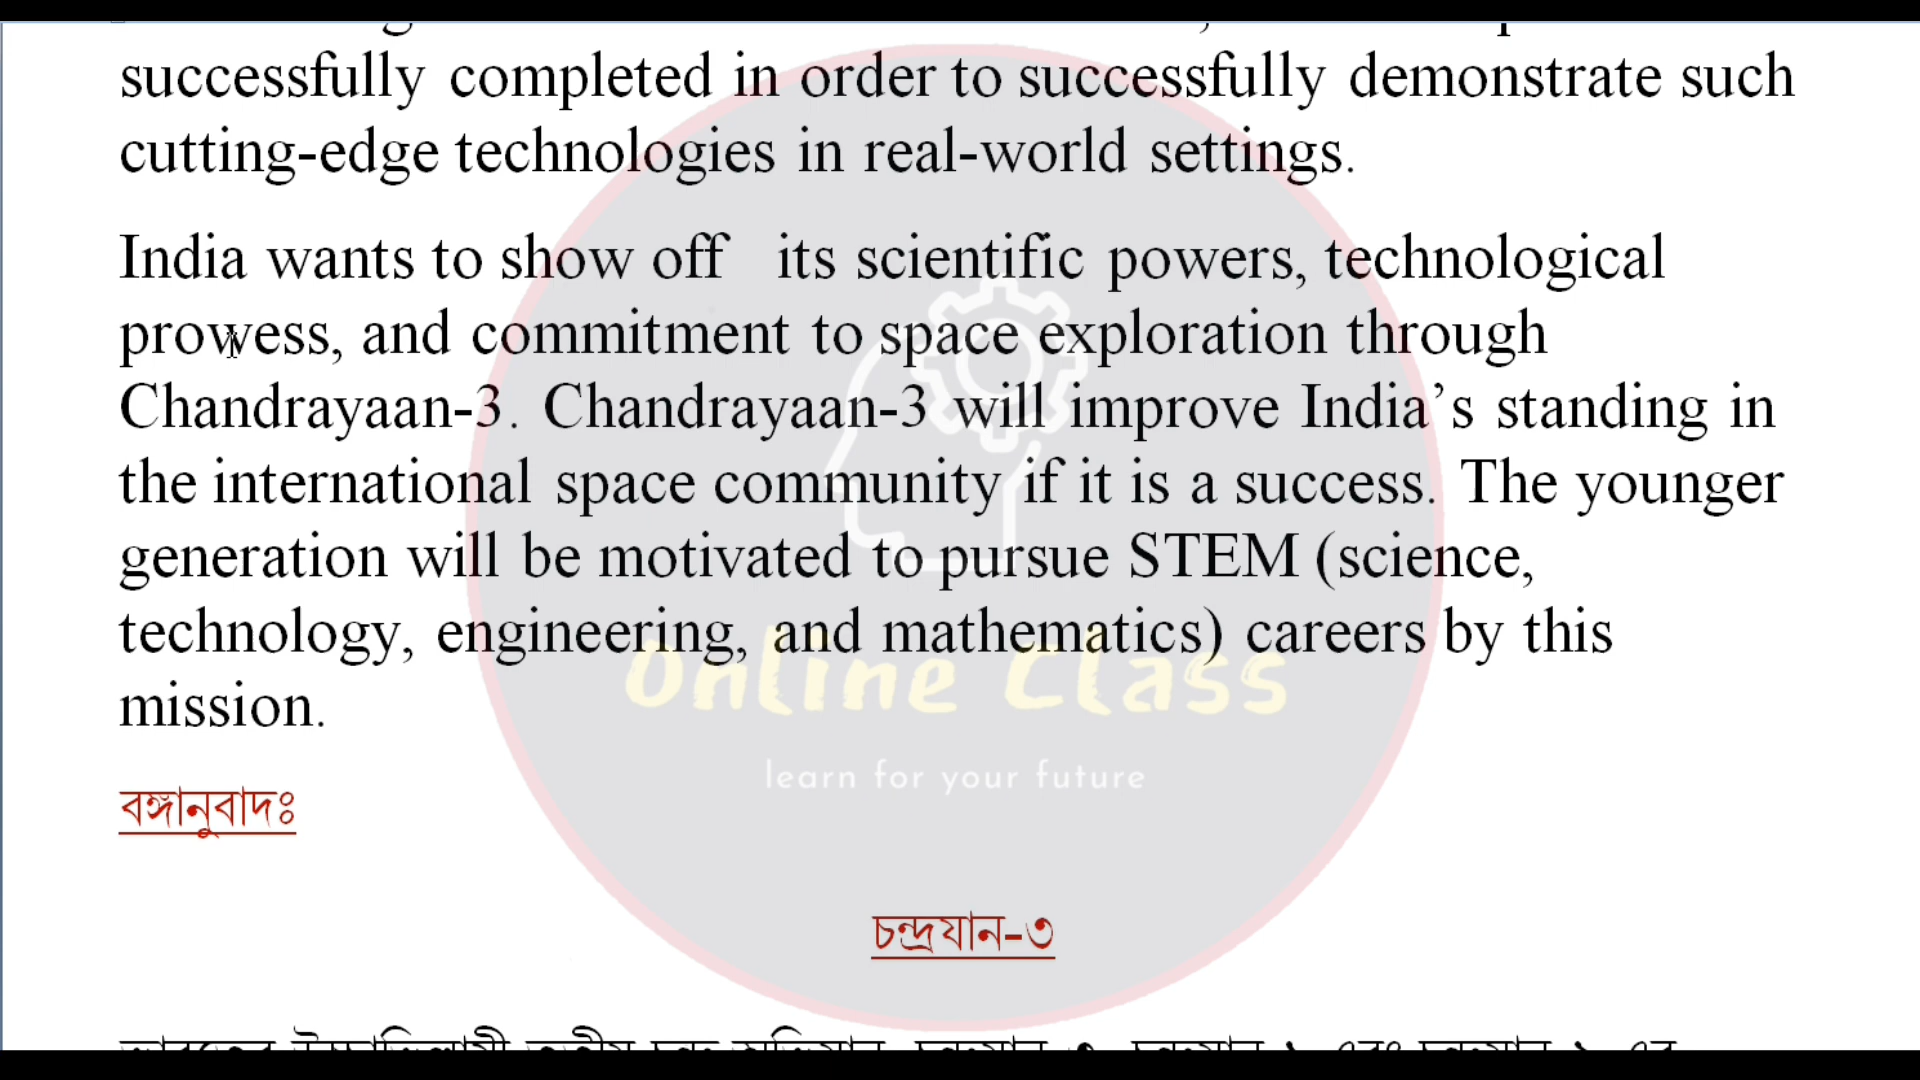 successfully completed in order to successfully demonstrate such
cutting-edge technologies in real-world settings.
India wants to show off its scientific powers, technological
prowess, and commitment to space exploration through
Chandrayaan-3. Chandrayaan-3 will improve India’s standing in
the international space community if it is a success. The younger
generation will be motivated to pursue STEM (science,
technology, engineering, and mathematics) careers by this
mission.
Online Class
learn for your future
বঙ্গানুবাদঃ
চন্দ্রযান-৩